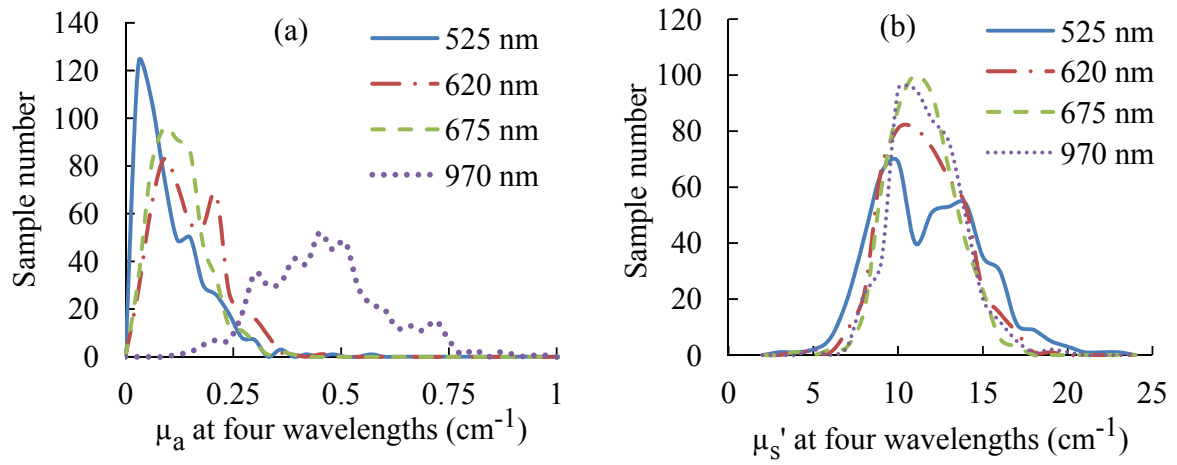 (a)
Sample number
140
120
100
80
60
40
20
0
0 0.25 0.5 0.75 1
µa at four wavelengths (cm-1)
525 nm
620 nm
675 nm
970 nm
(b)
Sample number
120
100
80
60
40
20
0
0 5 10 15 20 25
µs' at four wavelengths (cm-1)
525 nm
620 nm
675 nm
970 nm